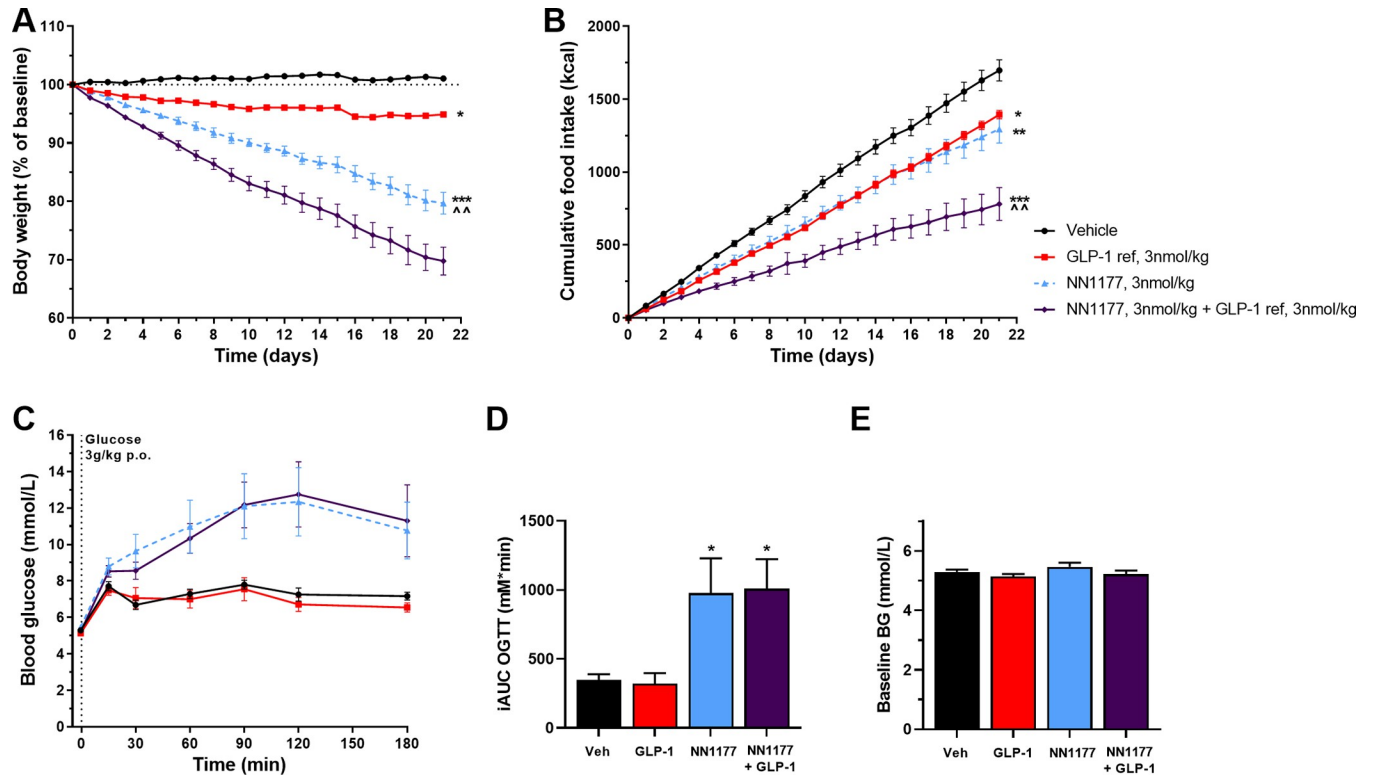 A
Body weight (% of baseline)
110
100
90
80
70
60
0 2 4 6 8 10 12 14 16 18 20 22
Time (days)
*
***
^^
B
Cumulative food intake (kcal)
2000
1500
1000
500
0
0 2 4 6 8 10 12 14 16 18 20 22
Time (days)
*
**
***
^^
Vehicle
GLP-1 ref, 3nmol/kg
NN1177, 3nmol/kg
NN1177, 3nmol/kg + GLP-1 ref, 3nmol/kg
C
Blood glucose (mmol/L)
16
14
12
10
8
6
4
2
0
Glucose
3g/kg p.o.
0 30 60 90 120 150 180
Time (min)
D
iAUC OGTT (mM*min)
1500
1000
500
0
* *
Veh GLP-1 NN1177 NN1177
+ GLP-1
E
Baseline BG (mmol/L)
6
4
2
0
Veh GLP-1 NN1177 NN1177
+ GLP-1